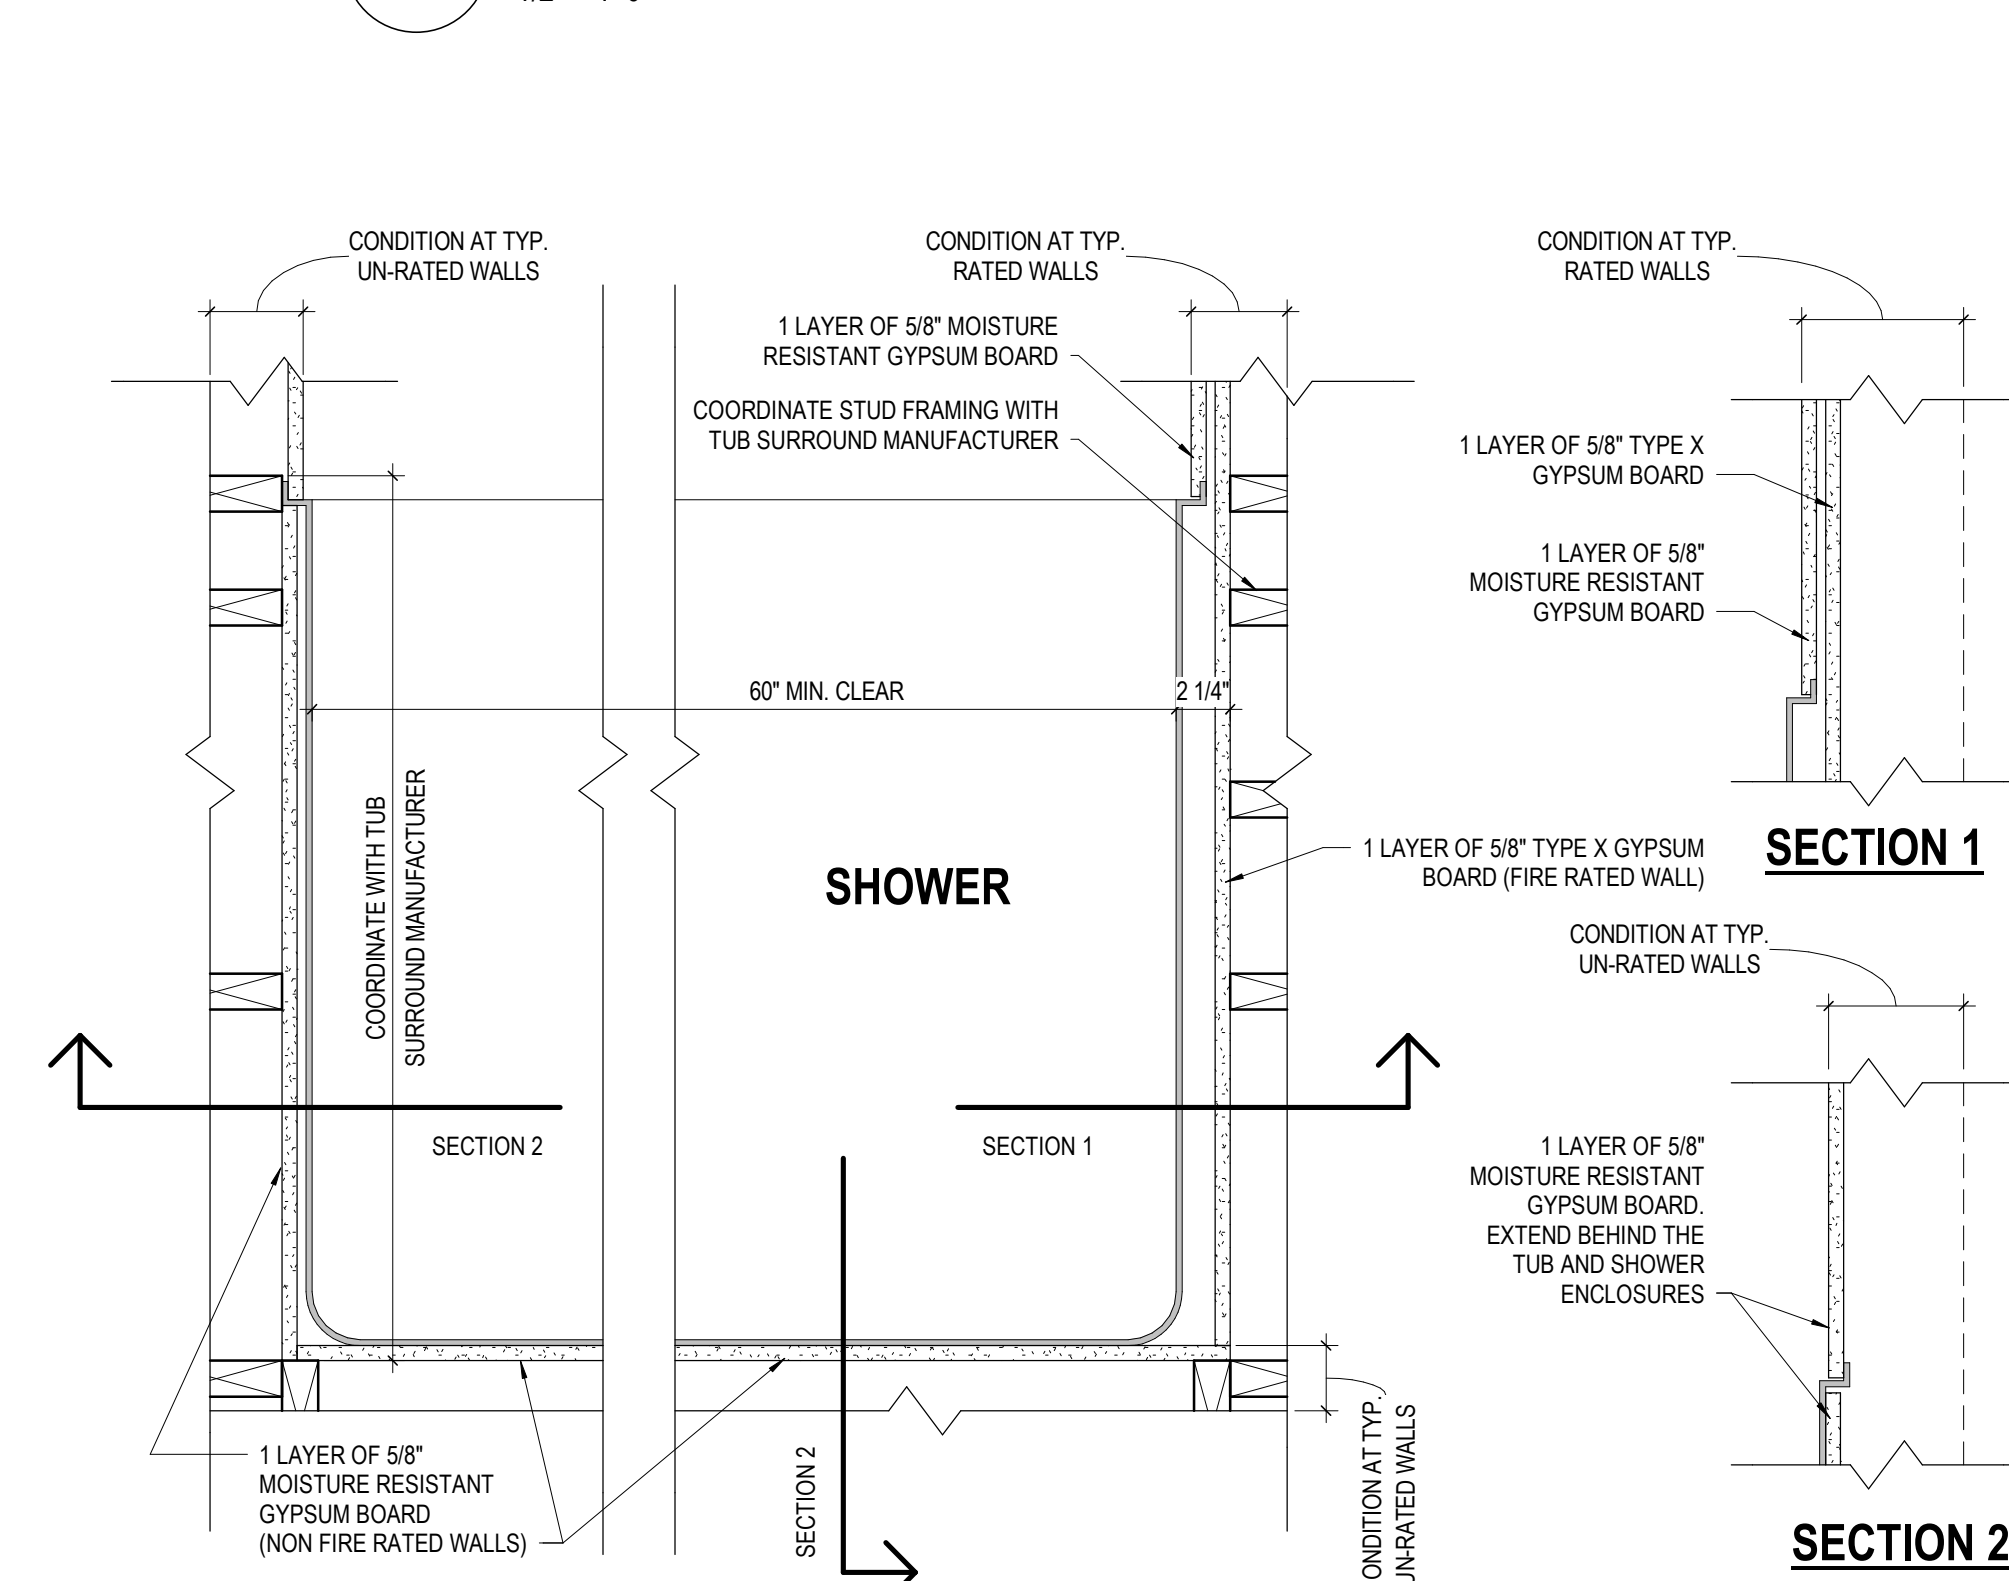 CONDITION AT TYP.
UN-RATED WALLS
CONDITION AT TYP.
RATED WALLS
CONDITION AT TYP.
RATED WALLS
1 LAYER OF 5/8" MOISTURE
RESISTANT GYPSUM BOARD
COORDINATE STUD FRAMING WITH
TUB SURROUND MANUFACTURER
1 LAYER OF 5/8" TYPE X
GYPSUM BOARD
1 LAYER OF 5/8"
MOISTURE RESISTANT
GYPSUM BOARD
60" MIN. CLEAR
2 1/4"
COORDINATE WITH TUB
SURROUND MANUFACTURER
SHOWER
1 LAYER OF 5/8" TYPE X GYPSUM
BOARD (FIRE RATED WALL)
SECTION 1
CONDITION AT TYP.
UN-RATED WALLS
SECTION 2
SECTION 1
1 LAYER OF 5/8"
MOISTURE RESISTANT
GYPSUM BOARD.
EXTEND BEHIND THE
TUB AND SHOWER
ENCLOSURES
1 LAYER OF 5/8"
MOISTURE RESISTANT
GYPSUM BOARD
(NON FIRE RATED WALLS)
SECTION 2
AT TYP.
WALLS
SECTION 2